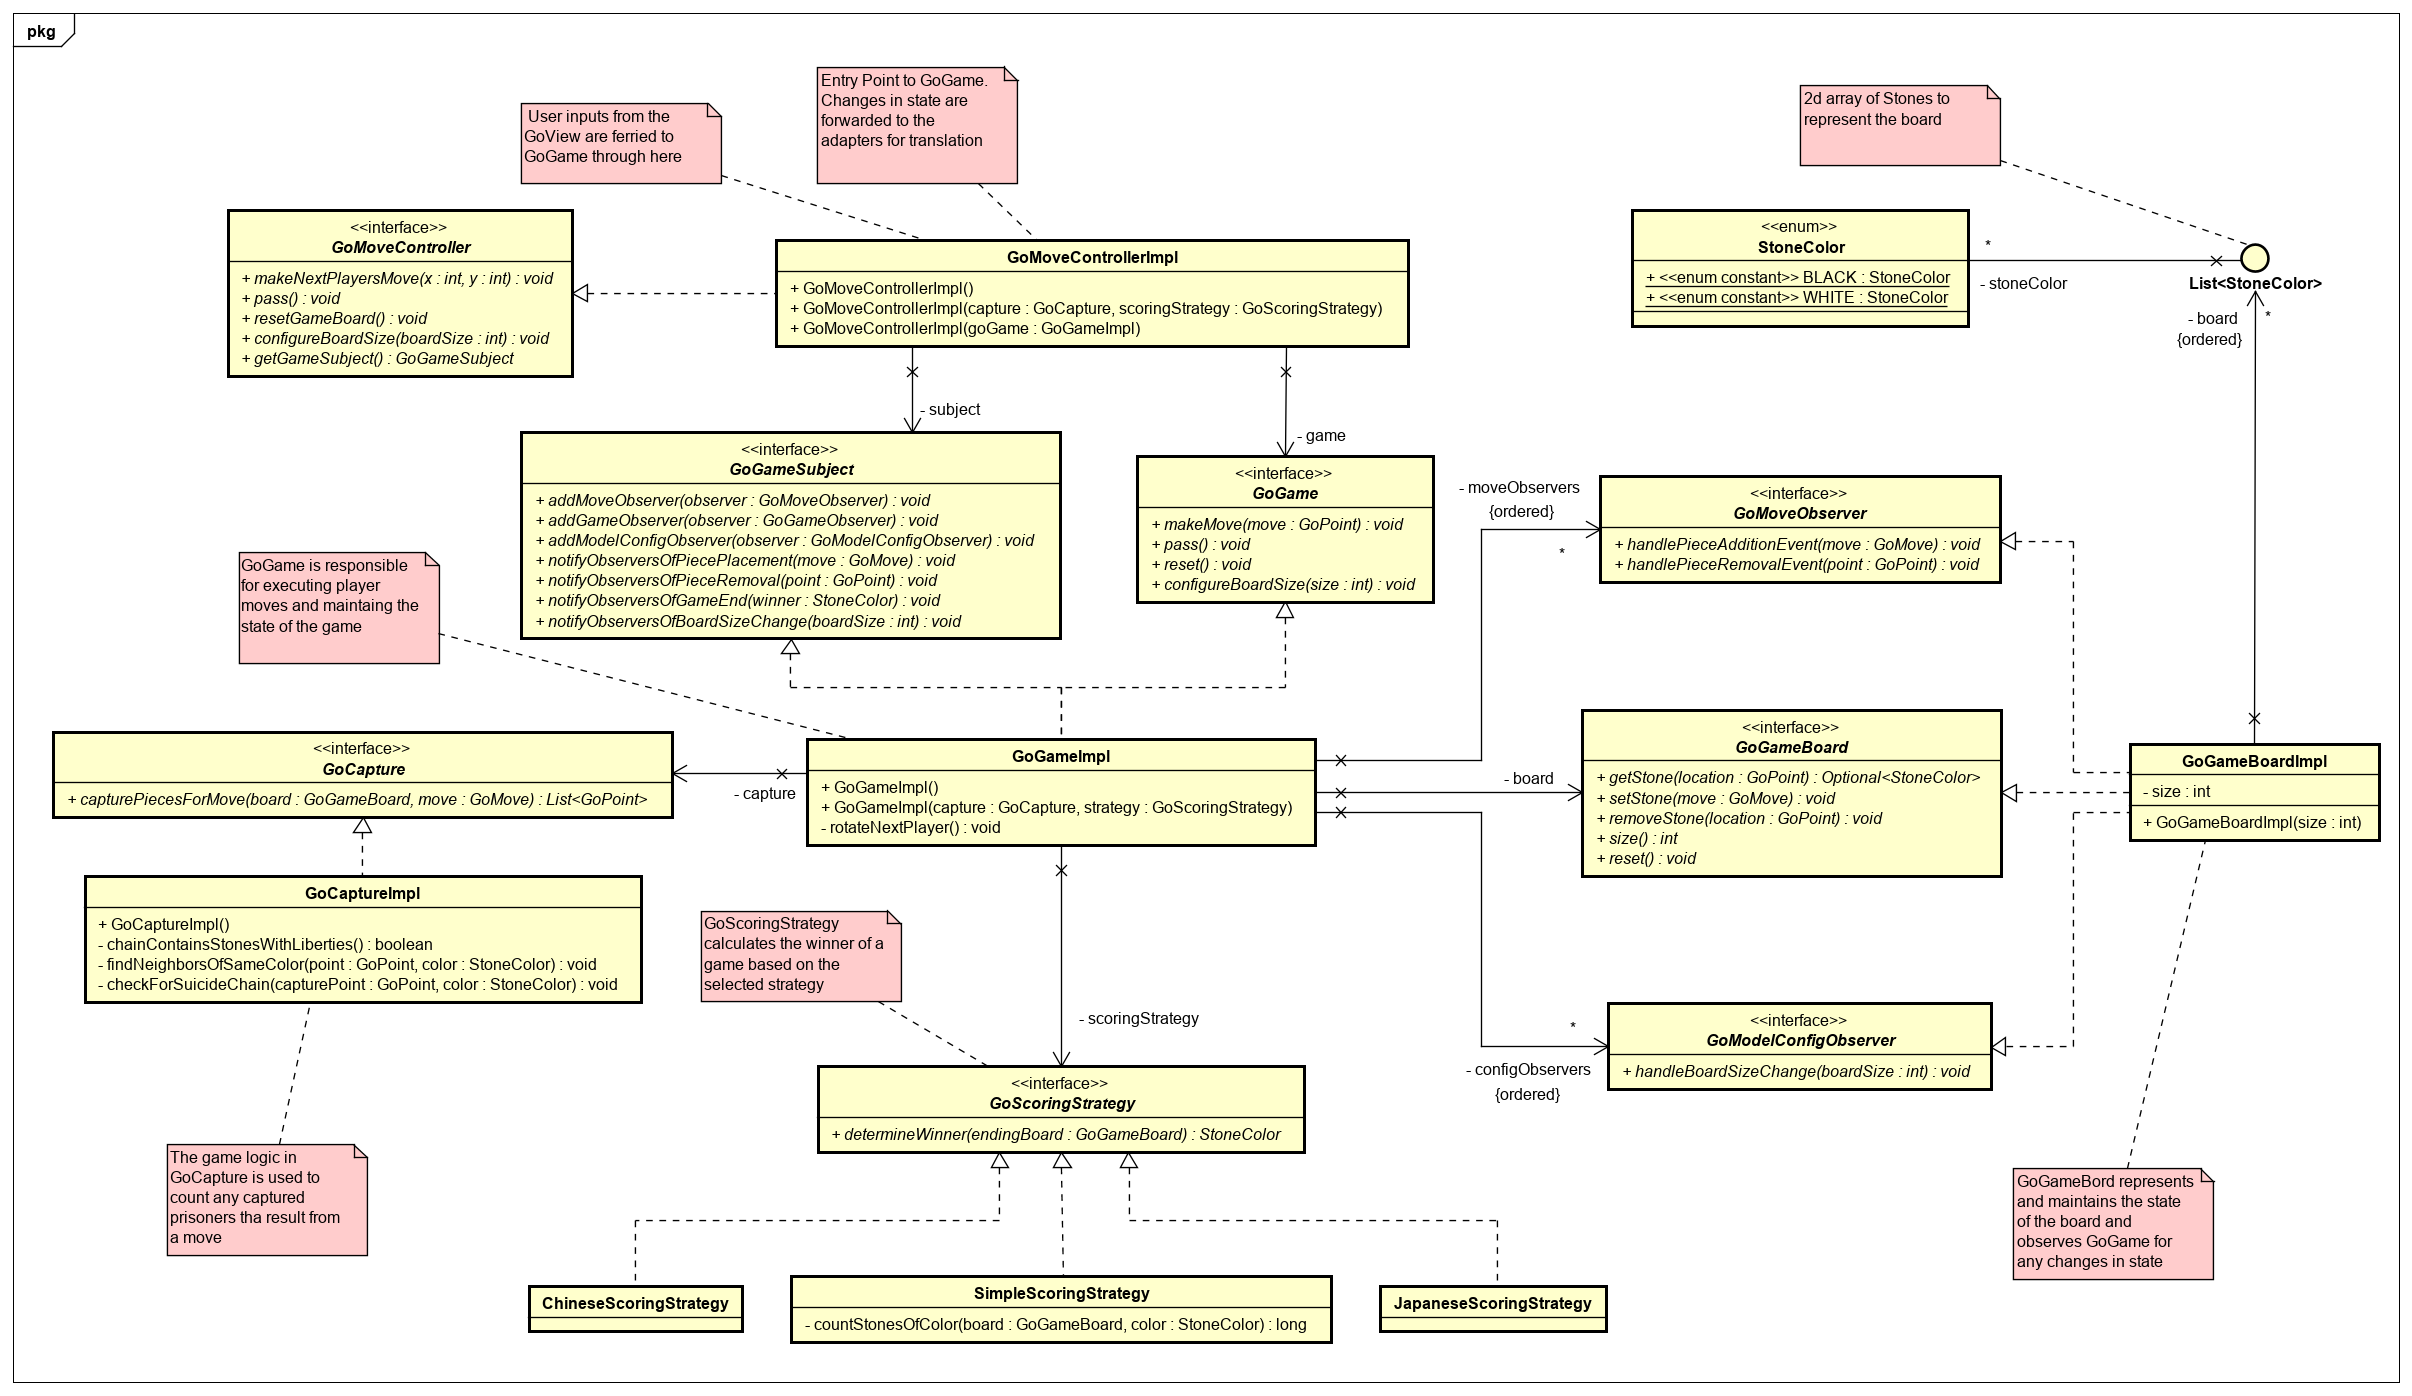 pkg
User inputs from the
GoView are ferried to
GoGame through here
Entry Point to GoGame.
Changes in state are
forwarded to the
adapters for translation
2d array of Stones to
represent the board
<<interface>>
GoMoveController
+ makeNextPlayersMove(x : int, y : int) : void
+ pass() : void
+ resetGameBoard() : void
+ configureBoardSize(boardSize : int) : void
+ getGameSubject() : GoGameSubject
GoMoveControllerImpl
+ GoMoveControllerImpl()
+ GoMoveControllerImpl(capture : GoCapture, scoringStrategy : GoScoringStrategy)
+ GoMoveControllerImpl(goGame : GoGameImpl)
<<enum>>
StoneColor
+ <<enum constant>> BLACK : StoneColor
+ <<enum constant>> WHITE : StoneColor
*
- stoneColor
List<StoneColor>
- board
*
{ordered}
- subject
- game
<<interface>>
GoGameSubject
+ addMoveObserver(observer : GoMoveObserver) : void
+ addGameObserver(observer : GoGameObserver) : void
+ addModelConfigObserver(observer : GoModelConfigObserver) : void
+ notifyObserversOfPiecePlacement(move : GoMove) : void
+ notifyObserversOfPieceRemoval(point : GoPoint) : void
+ notifyObserversOfGameEnd(winner : StoneColor) : void
+ notifyObserversOfBoardSizeChange(boardSize : int) : void
<<interface>>
GoGame
+ makeMove(move : GoPoint) : void
+ pass() : void
+ reset() : void
+ configureBoardSize(size : int) : void
- moveObservers
{ordered}
*
<<interface>>
GoMoveObserver
+ handlePieceAdditionEvent(move : GoMove) : void
+ handlePieceRemovalEvent(point : GoPoint) : void
GoGame is responsible
for executing player
moves and maintaing the
state of the game
<<interface>>
GoCapture
+ capturePiecesForMove(board : GoGameBoard, move : GoMove) : List<GoPoint>
- capture
GoGameImpl
+ GoGameImpl()
+ GoGameImpl(capture : GoCapture, strategy : GoScoringStrategy)
- rotateNextPlayer() : void
- board
<<interface>>
GoGameBoard
+ getStone(location : GoPoint) : Optional<StoneColor>
+ setStone(move : GoMove) : void
+ removeStone(location : GoPoint) : void
+ size() : int
+ reset() : void
GoGameBoardImpl
- size : int
+ GoGameBoardImpl(size : int)
GoCaptureImpl
+ GoCaptureImpl()
- chainContainsStonesWithLiberties() : boolean
- findNeighborsOfSameColor(point : GoPoint, color : StoneColor) : void
- checkForSuicideChain(capturePoint : GoPoint, color : StoneColor) : void
GoScoringStrategy
calculates the winner of a
game based on the
selected strategy
- scoringStrategy
*
- configObservers
{ordered}
<<interface>>
GoModelConfigObserver
+ handleBoardSizeChange(boardSize : int) : void
<<interface>>
GoScoringStrategy
+ determineWinner(endingBoard : GoGameBoard) : StoneColor
The game logic in
GoCapture is used to
count any captured
prisoners tha result from
a move
GoGameBord represents
and maintains the state
of the board and
observes GoGame for
any changes in state
ChineseScoringStrategy
SimpleScoringStrategy
- countStonesOfColor(board : GoGameBoard, color : StoneColor) : long
JapaneseScoringStrategy